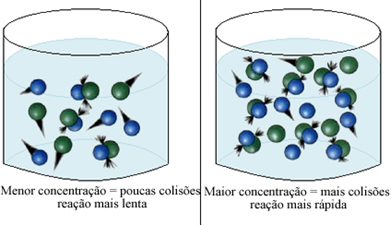 Menor concentração = poucas colisões
reação mais lenta
Maior concentração = mais colisões
reação mais rápida